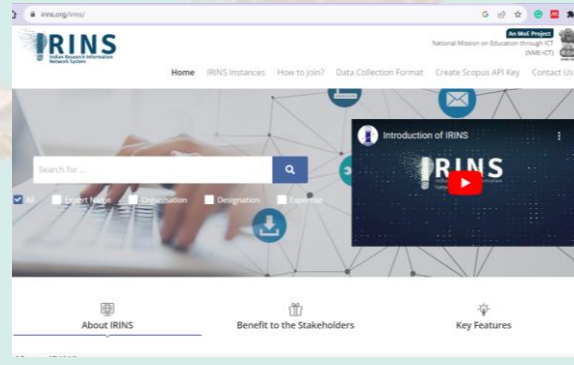 irins.org/irins/
An MoE Project
IRINS
Indian Research Information
Network System
National Mission on Education through ICT
(NMEICT)
Home IRINS Instances How to Join? Data Collection Format Create Scopus API Key Contact Us
Introduction of IRINS
RINS
Search for ...
All Expert Name Organisation Designation Expertise
About IRINS Benefit to the Stakeholders Key Features